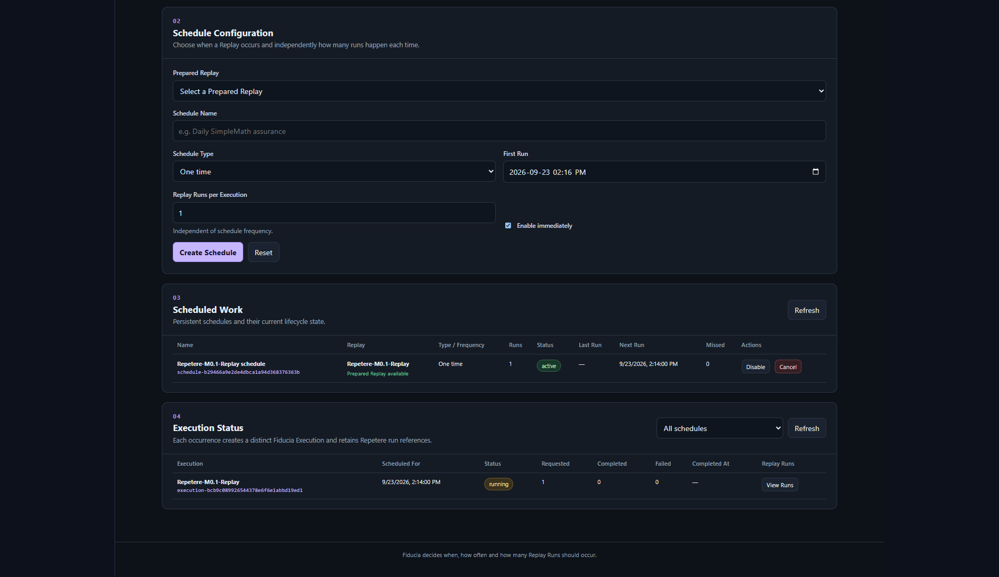 02
Schedule Configuration
Choose when a Replay occurs and independently how many runs happen each time.
Prepared Replay
Select a Prepared Replay
Schedule Name
e.g. Daily SimpleMath assurance
Schedule Type First Run
One time 2026-09-23 02:16 PM
Replay Runs per Execution
1
Independent of schedule frequency.
Enable immediately
Create Schedule Reset
03
Scheduled Work
Persistent schedules and their current lifecycle state.
Refresh
Name Replay Type / Frequency Runs Status Last Run Next Run Missed Actions
Repetere-M0.1-Replay schedule Repetere-M0.1-Replay One time 1 active — 9/23/2026, 2:14:00 PM 0 Disable Cancel
schedule-b29466a9e2de4dbca1a94d368376363b Prepared Replay available
04
Execution Status
Each occurrence creates a distinct Fiducia Execution and retains Repetere run references.
All schedules Refresh
Execution Scheduled For Status Requested Completed Failed Completed At Replay Runs
Repetere-M0.1-Replay 9/23/2026, 2:14:00 PM running 1 0 0 — View Runs
execution-bcb9c089926544378e6f6e1abbd19ed1
Fiducia decides when, how often and how many Replay Runs should occur.